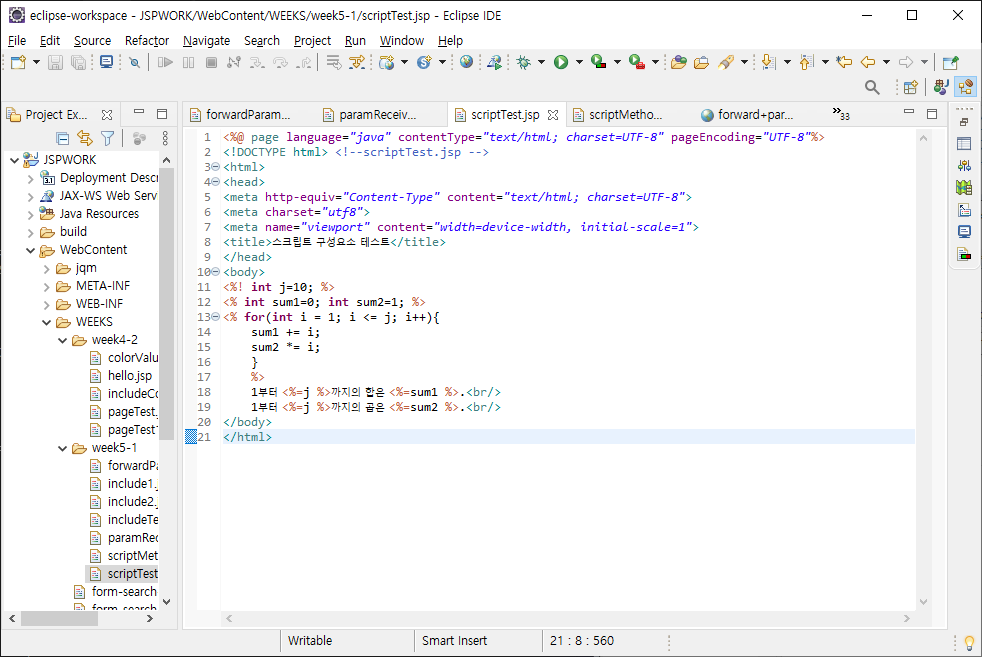 eclipse-workspace - JSPWORK/WebContent/WEEKS/week5-1/scriptTest.jsp - Eclipse IDE
File Edit Source Refactor Navigate Search Project Run Window Help
Project Ex...
forwardParam... paramReceiv... scriptTest.jsp scriptMetho... forward+par... »33
JSPWORK
Deployment Descr
JAX-WS Web Serv
Java Resources
build
WebContent
jqm
META-INF
WEB-INF
WEEKS
week4-2
colorValu
hello.jsp
includeCo
pageTest.
pageTest1
week5-1
forwardPa
include1.j
include2.j
includeTe
paramRec
scriptMet
scriptTest
form-search
form-search
1 <%@ page language="java" contentType="text/html; charset=UTF-8" pageEncoding="UTF-8"%>
2 <!DOCTYPE html> <!--scriptTest.jsp -->
3 <html>
4 <head>
5 <meta http-equiv="Content-Type" content="text/html; charset=UTF-8">
6 <meta charset="utf8">
7 <meta name="viewport" content="width=device-width, initial-scale=1">
8 <title>스크립트 구성요소 테스트</title>
9 </head>
10 <body>
11 <%! int j=10; %>
12 <% int sum1=0; int sum2=1; %>
13 <% for(int i = 1; i <= j; i++){
14 sum1 += i;
15 sum2 *= i;
16 }
17 %>
18 1부터 <%=j %>까지의 합은 <%=sum1 %>.<br/>
19 1부터 <%=j %>까지의 곱은 <%=sum2 %>.<br/>
20 </body>
21 </html>
Writable Smart Insert 21 : 8 : 560